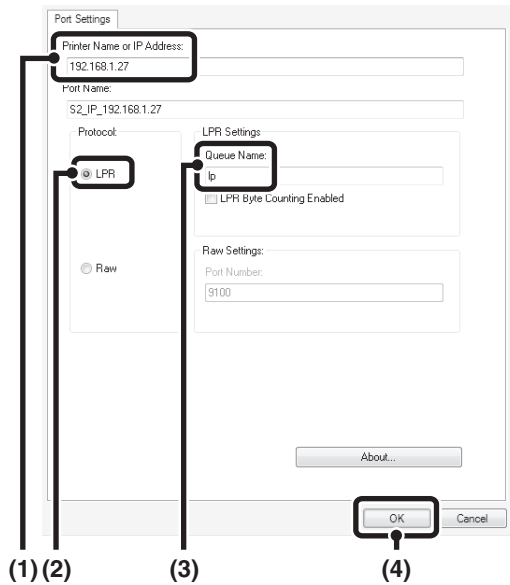 Port Settings
Printer Name or IP Address:
192.168.1.27
Port Name:
S2_IP_192.168.1.27
Protocol:
LPR
Raw
LPR Settings
Queue Name:
lp
LPR Byte Counting Enabled
Raw Settings:
Port Number:
9100
About...
OK
Cancel
(1) (2) (3) (4)